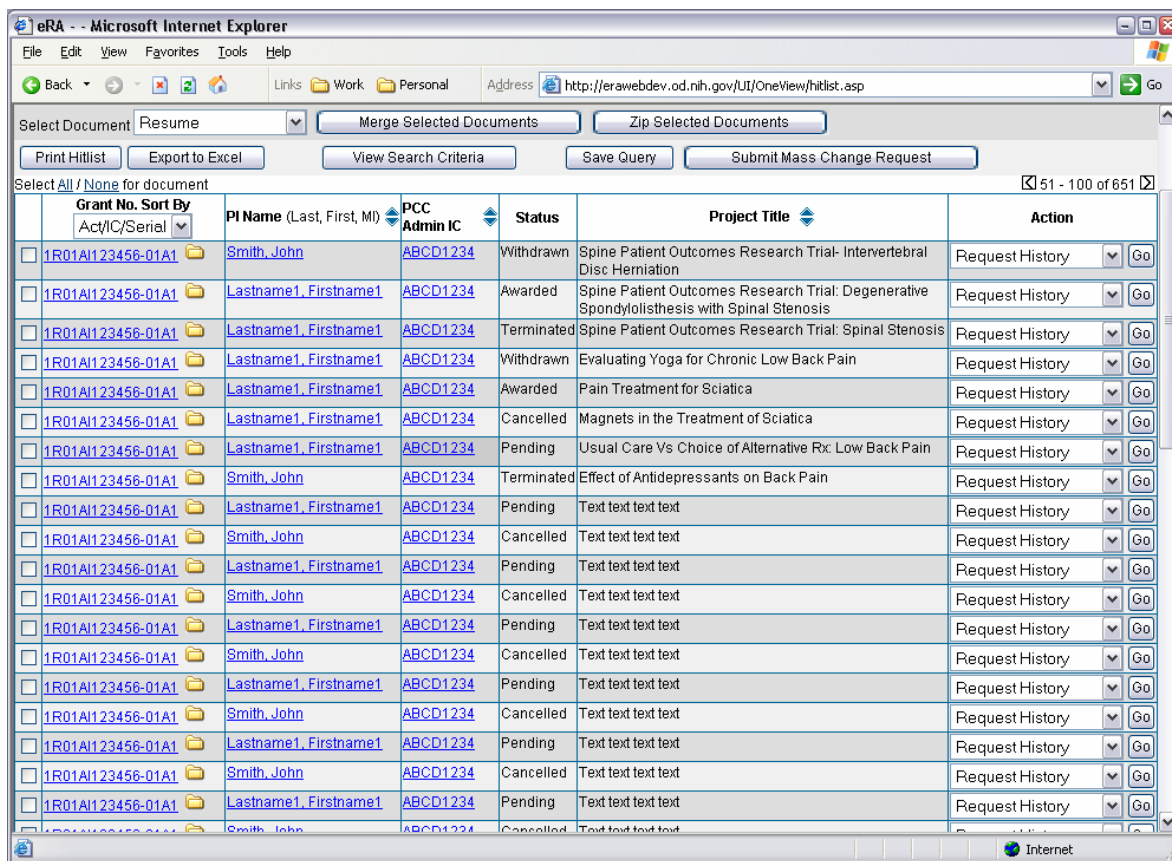 eRA - - Microsoft Internet Explorer
File Edit View Favorites Tools Help
Back Links Work Personal Address http://erawebdev.od.nih.gov/UI/OneView/hitlist.asp Go
Select Document Resume Merge Selected Documents Zip Selected Documents
Print Hitlist Export to Excel View Search Criteria Save Query Submit Mass Change Request
Select All / None for document 51 - 100 of 651
Grant No. Sort By Act/IC/Serial PI Name (Last, First, MI) PCC Admin IC Status Project Title Action
1R01AI123456-01A1 Smith, John ABCD1234 Withdrawn Spine Patient Outcomes Research Trial- Intervertebral Request History Go
Disc Herniation
1R01AI123456-01A1 Lastname1, Firstname1 ABCD1234 Awarded Spine Patient Outcomes Research Trial: Degenerative Request History Go
Spondylolisthesis with Spinal Stenosis
1R01AI123456-01A1 Lastname1, Firstname1 ABCD1234 Terminated Spine Patient Outcomes Research Trial: Spinal Stenosis Request History Go
1R01AI123456-01A1 Lastname1, Firstname1 ABCD1234 Withdrawn Evaluating Yoga for Chronic Low Back Pain Request History Go
1R01AI123456-01A1 Lastname1, Firstname1 ABCD1234 Awarded Pain Treatment for Sciatica Request History Go
1R01AI123456-01A1 Lastname1, Firstname1 ABCD1234 Cancelled Magnets in the Treatment of Sciatica Request History Go
1R01AI123456-01A1 Lastname1, Firstname1 ABCD1234 Pending Usual Care Vs Choice of Alternative Rx: Low Back Pain Request History Go
1R01AI123456-01A1 Smith, John ABCD1234 Terminated Effect of Antidepressants on Back Pain Request History Go
1R01AI123456-01A1 Lastname1, Firstname1 ABCD1234 Pending Text text text text Request History Go
1R01AI123456-01A1 Smith, John ABCD1234 Cancelled Text text text text Request History Go
1R01AI123456-01A1 Lastname1, Firstname1 ABCD1234 Pending Text text text text Request History Go
1R01AI123456-01A1 Smith, John ABCD1234 Cancelled Text text text text Request History Go
1R01AI123456-01A1 Lastname1, Firstname1 ABCD1234 Pending Text text text text Request History Go
1R01AI123456-01A1 Smith, John ABCD1234 Cancelled Text text text text Request History Go
1R01AI123456-01A1 Lastname1, Firstname1 ABCD1234 Pending Text text text text Request History Go
1R01AI123456-01A1 Smith, John ABCD1234 Cancelled Text text text text Request History Go
1R01AI123456-01A1 Lastname1, Firstname1 ABCD1234 Pending Text text text text Request History Go
1R01AI123456-01A1 Smith, John ABCD1234 Cancelled Text text text text Request History Go
1R01AI123456-01A1 Lastname1, Firstname1 ABCD1234 Pending Text text text text Request History Go
Smith, John ABCD1234 Cancelled Text text text text
Internet